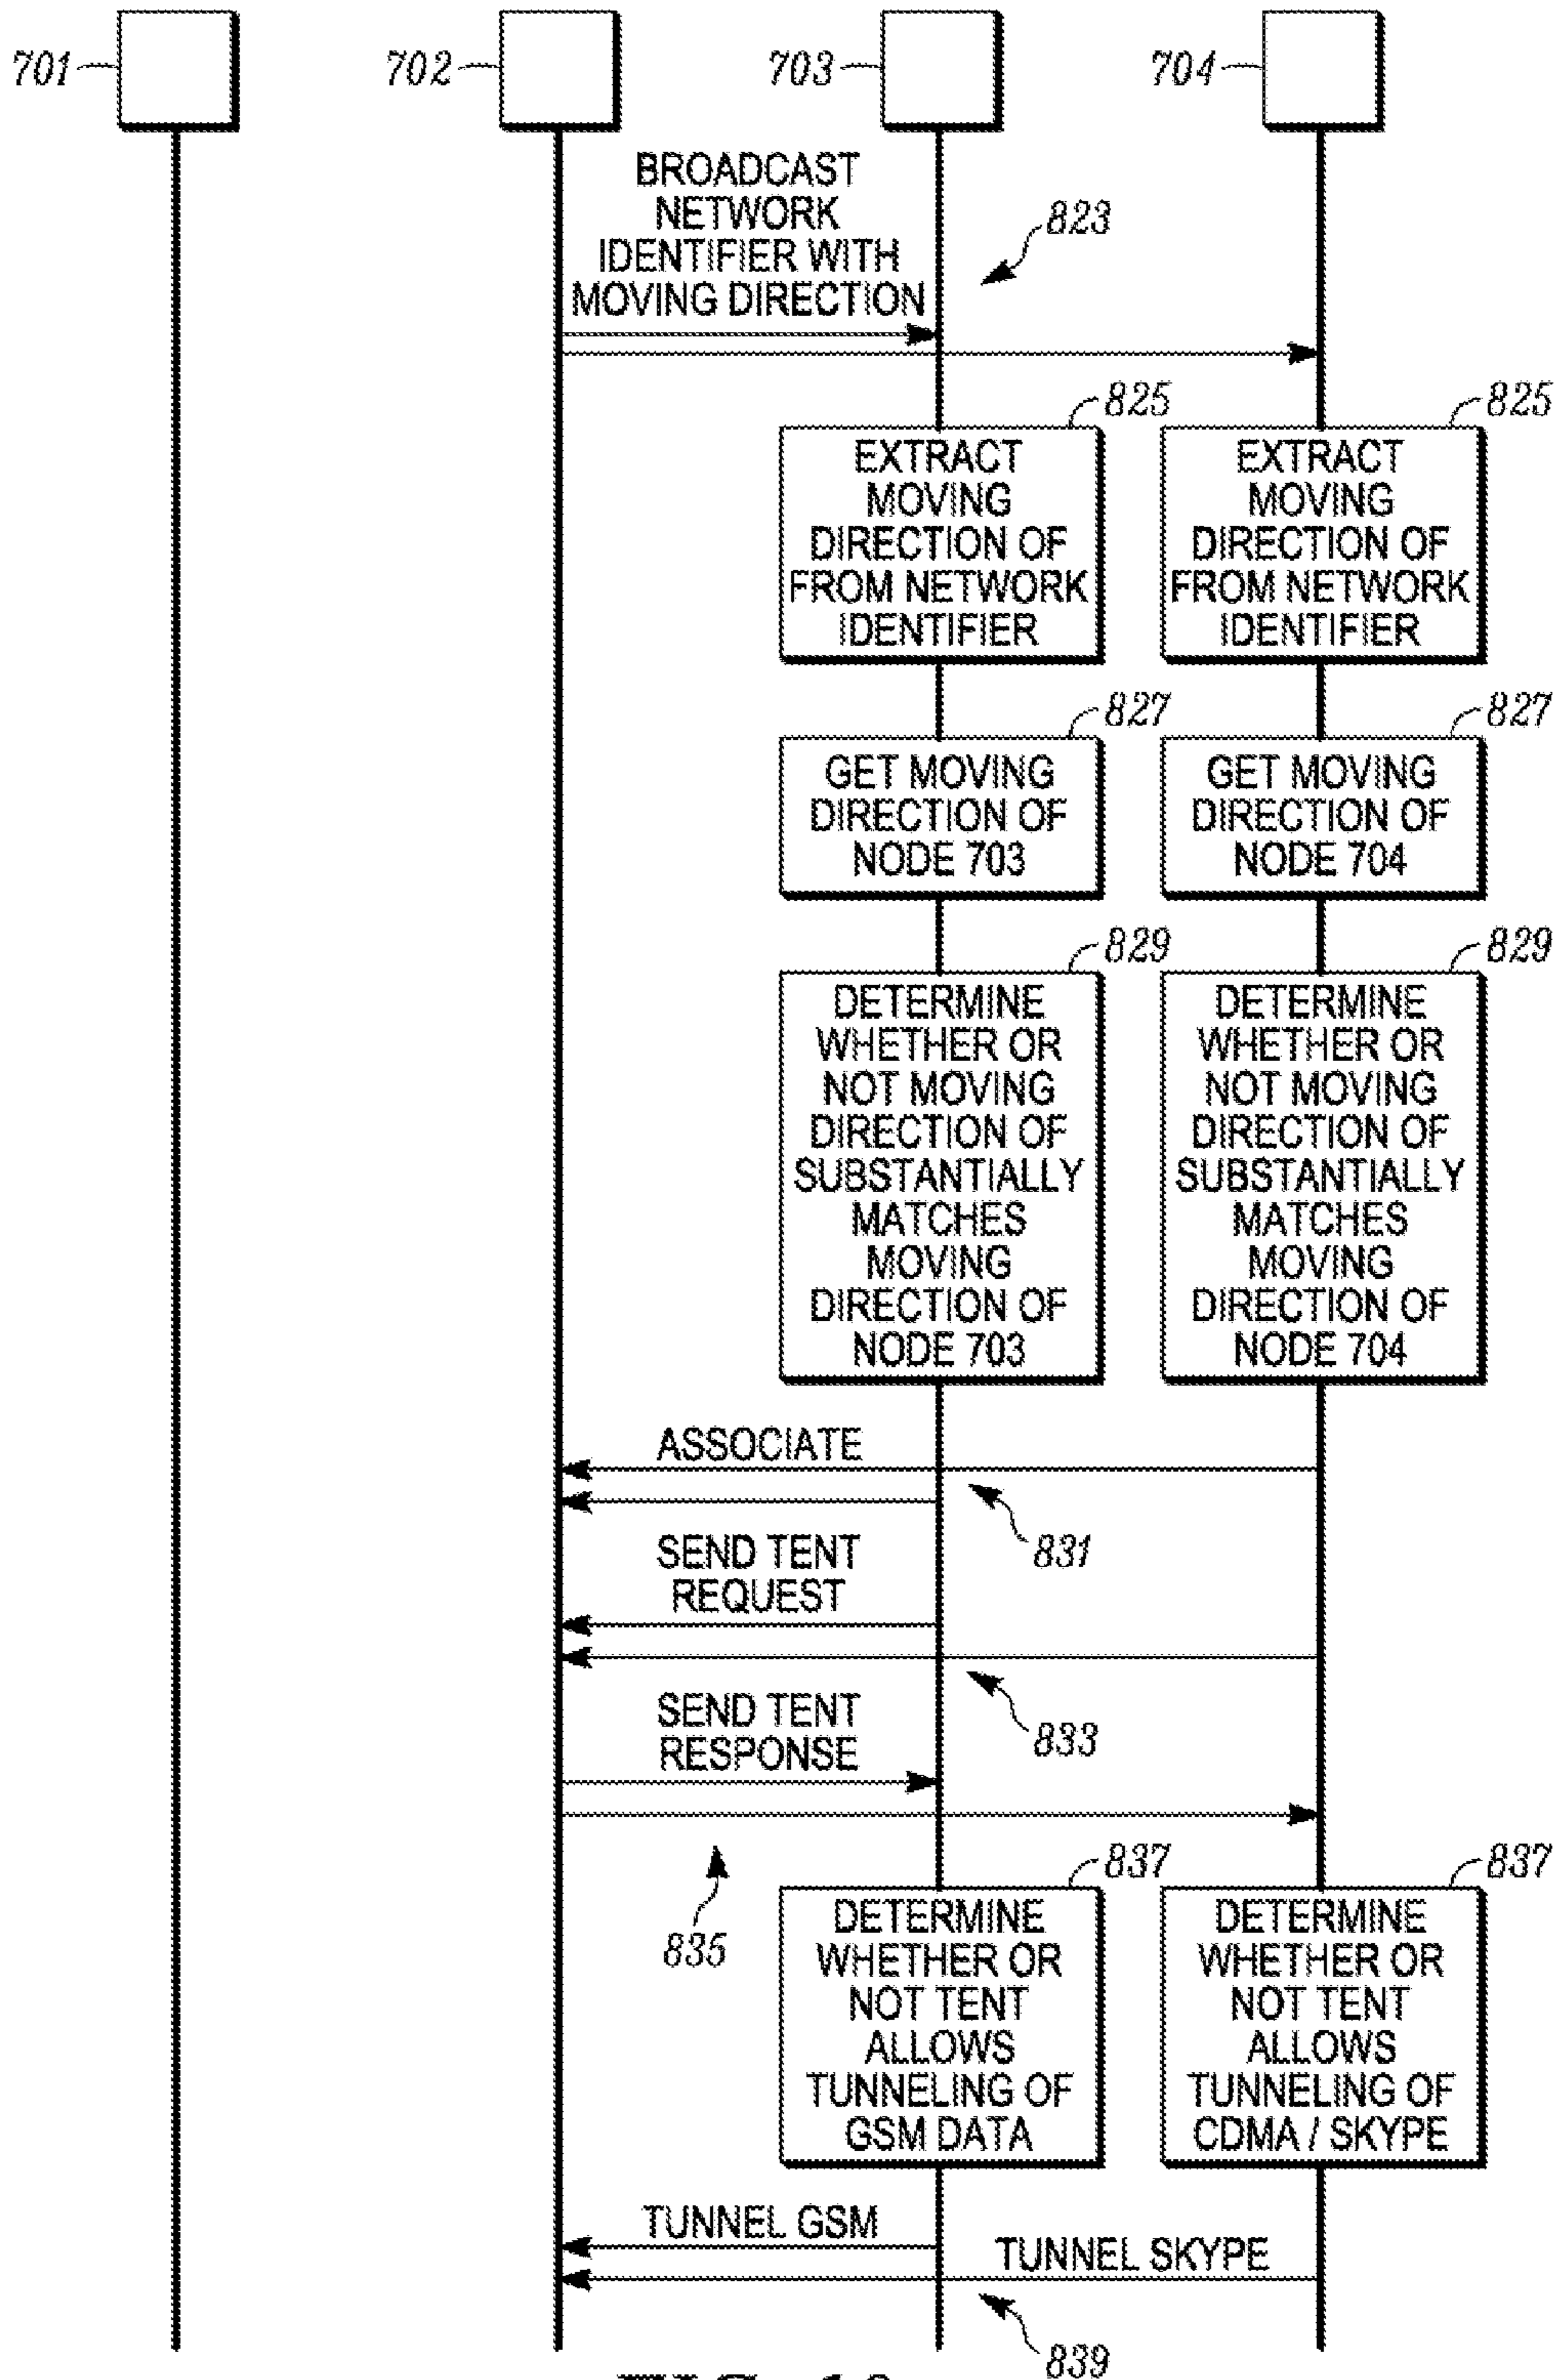 701
702
703
704
BROADCAST
NETWORK
IDENTIFIER WITH
MOVING DIRECTION
823
825
EXTRACT
MOVING
DIRECTION OF
FROM NETWORK
IDENTIFIER
825
EXTRACT
MOVING
DIRECTION OF
FROM NETWORK
IDENTIFIER
827
GET MOVING
DIRECTION OF
NODE 703
827
GET MOVING
DIRECTION OF
NODE 704
829
DETERMINE
WHETHER OR
NOT MOVING
DIRECTION OF
SUBSTANTIALLY
MATCHES
MOVING
DIRECTION OF
NODE 703
829
DETERMINE
WHETHER OR
NOT MOVING
DIRECTION OF
SUBSTANTIALLY
MATCHES
MOVING
DIRECTION OF
NODE 704
ASSOCIATE
831
SEND TENT
REQUEST
833
SEND TENT
RESPONSE
835
837
DETERMINE
WHETHER OR
NOT TENT
ALLOWS
TUNNELING OF
GSM DATA
837
DETERMINE
WHETHER OR
NOT TENT
ALLOWS
TUNNELING OF
CDMA / SKYPE
TUNNEL GSM
TUNNEL SKYPE
839